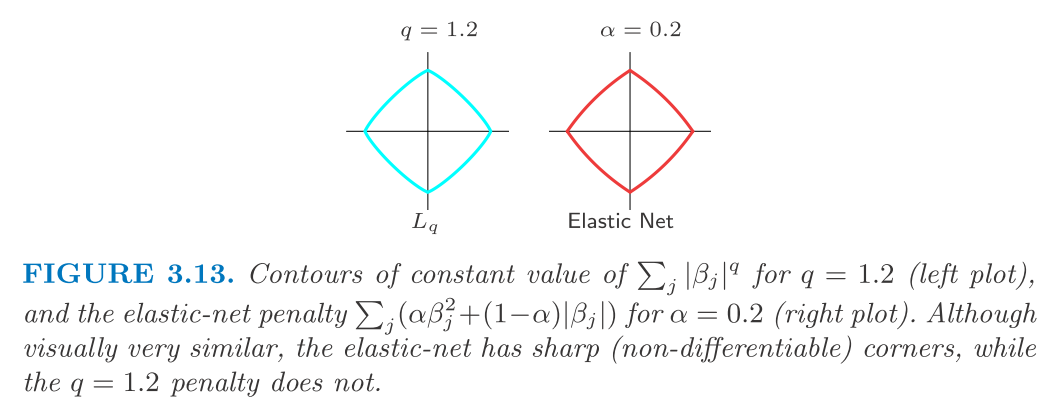 q = 1.2 α = 0.2
L_q Elastic Net
FIGURE 3.13. Contours of constant value of ∑_j |β_j|^q for q = 1.2 (left plot),
and the elastic-net penalty ∑_j(αβ_j^2+(1−α)|β_j|) for α = 0.2 (right plot). Although
visually very similar, the elastic-net has sharp (non-differentiable) corners, while
the q = 1.2 penalty does not.